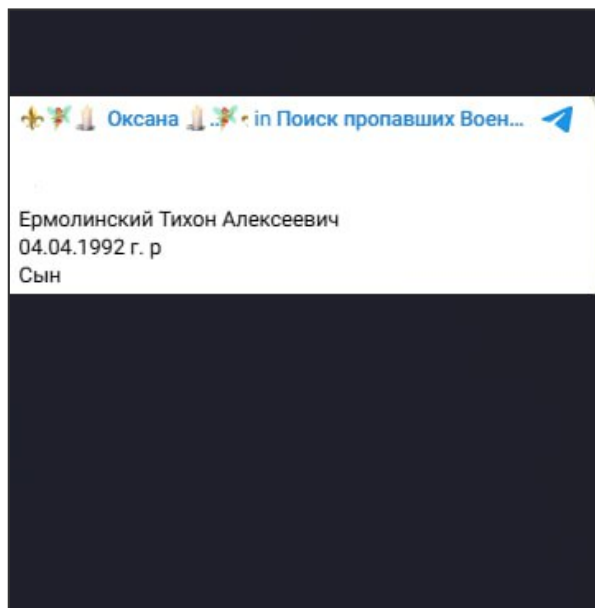 Оксана in Поиск пропавших Воен...
Ермолинский Тихон Алексеевич
04.04.1992 г. р
Сын